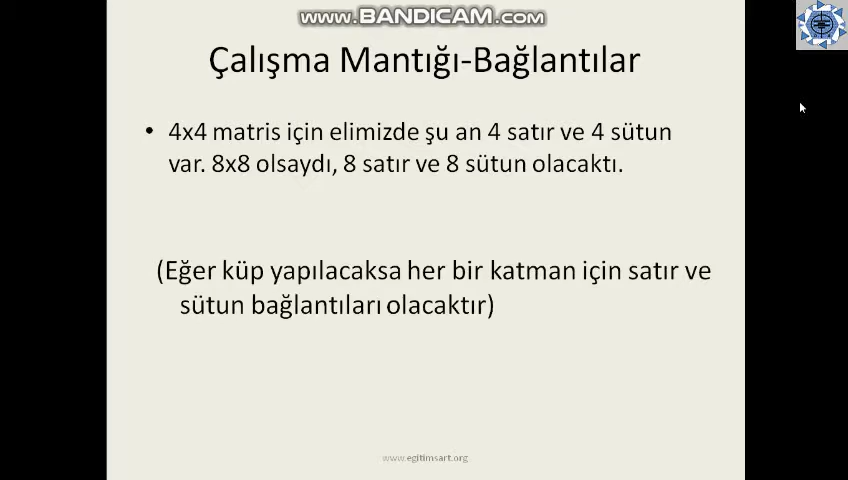 www.BANDICAM.com
Çalışma Mantığı-Bağlantılar
• 4x4 matris için elimizde şu an 4 satır ve 4 sütun
var. 8x8 olsaydı, 8 satır ve 8 sütun olacaktı.
(Eğer küp yapılacaksa her bir katman için satır ve
sütun bağlantıları olacaktır)
www.egitimsart.org